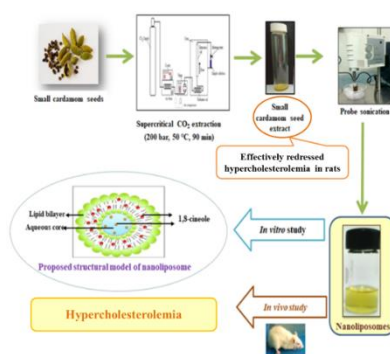 Small cardamom seeds
Supercritical CO2 extraction
(200 bar, 50 °C, 90 min)
Small
cardamom seed
extract
Probe sonication
Effectively redressed
hypercholesterolemia in rats
Lipid bilayer
Aqueous core
1,8-cineole
Proposed structural model of nanoliposome
In vitro study
Hypercholesterolemia
In vivo study
Nanoliposomes